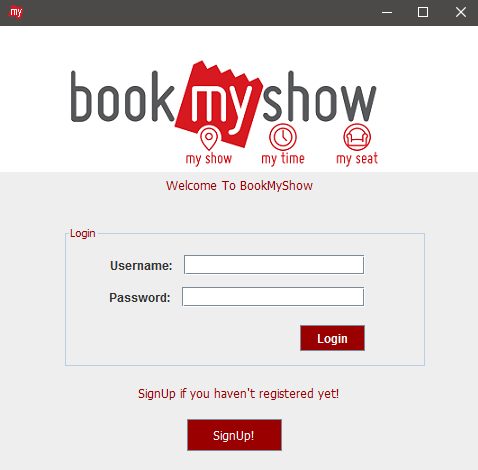 my
bookmyshow
my show my time my seat
Welcome To BookMyShow
Login
Username:
Password:
Login
SignUp if you haven't registered yet!
SignUp!